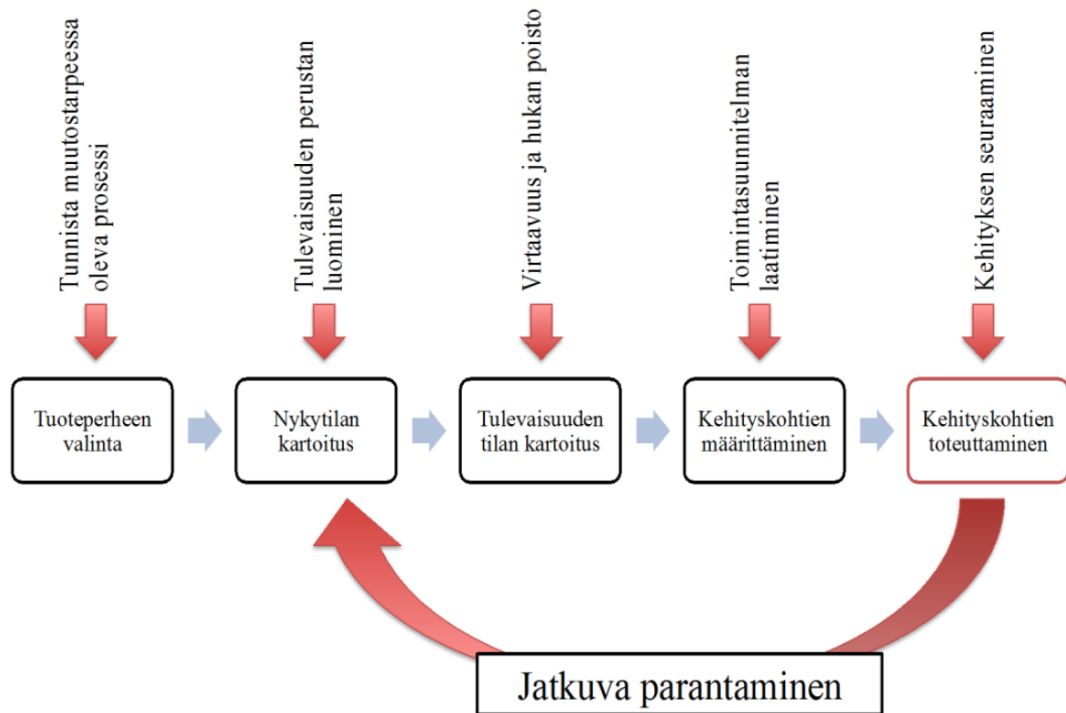 Tunnista muutostarpeessa
oleva prosessi
Tulevaisuuden perustan
luominen
Virtaavuus ja hukan poisto
Toimintasuunnitelman
laatiminen
Kehityksen seuraaminen
Tuoteperheen
valinta
Nykytilan
kartoitus
Tulevaisuuden
tilan kartoitus
Kehityskohtien
määrittäminen
Kehityskohtien
toteuttaminen
Jatkuva parantaminen